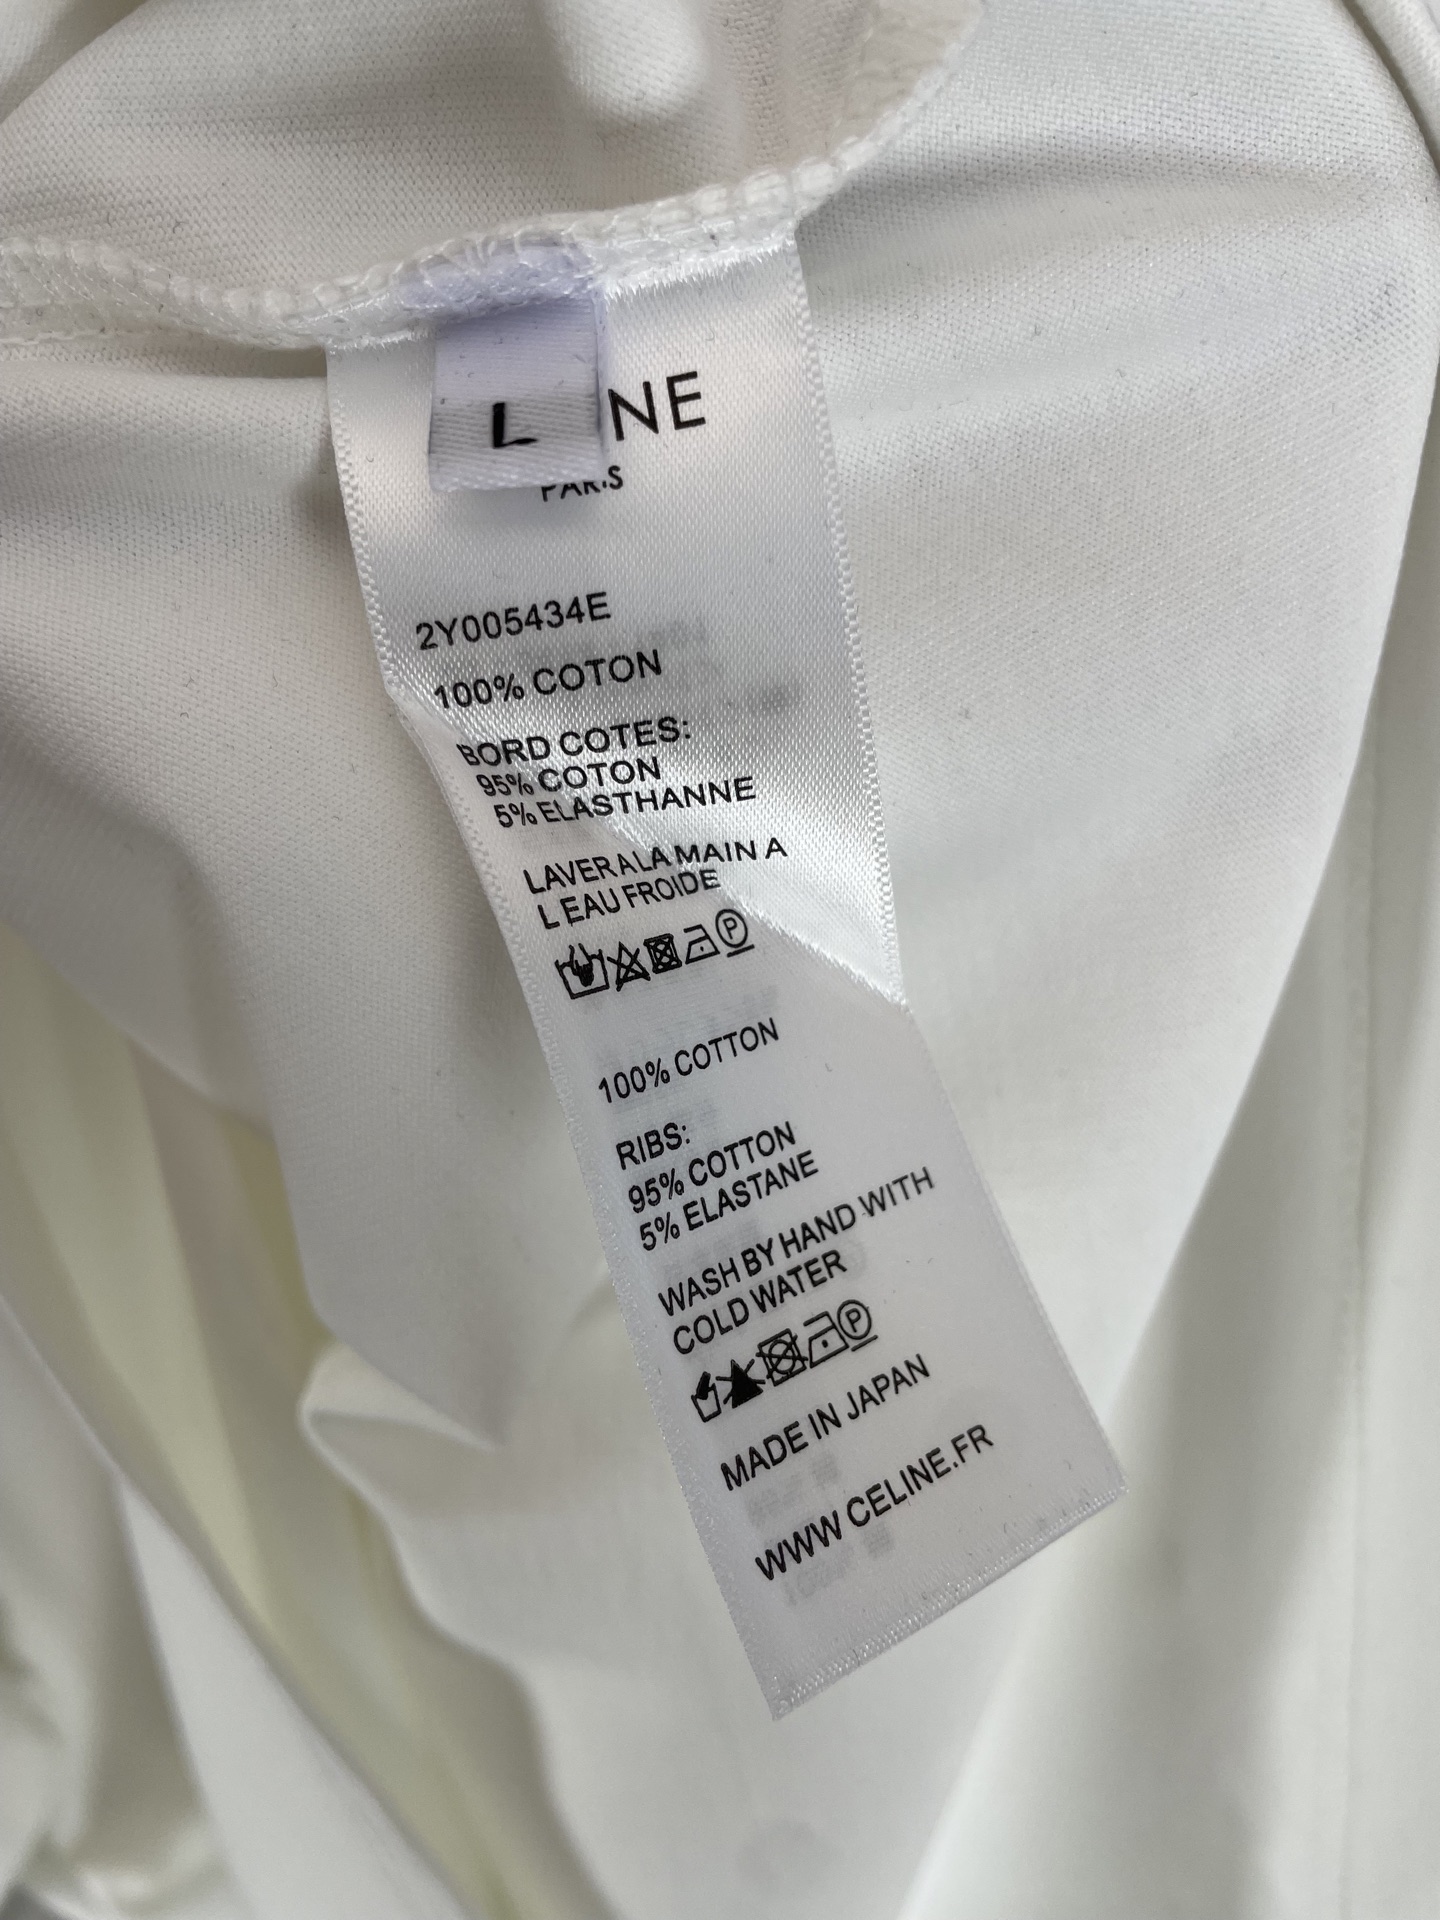 L
NE
PARIS
2Y005434E
100% COTON
BORD COTES:
95% COTON
5% ELASTHANNE
LAVER A LA MAIN A
L EAU FROIDE
P
100% COTTON
RIBS:
95% COTTON
5% ELASTANE
WASH BY HAND WITH
COLD WATER
P
MADE IN JAPAN
WWW CELINE.FR